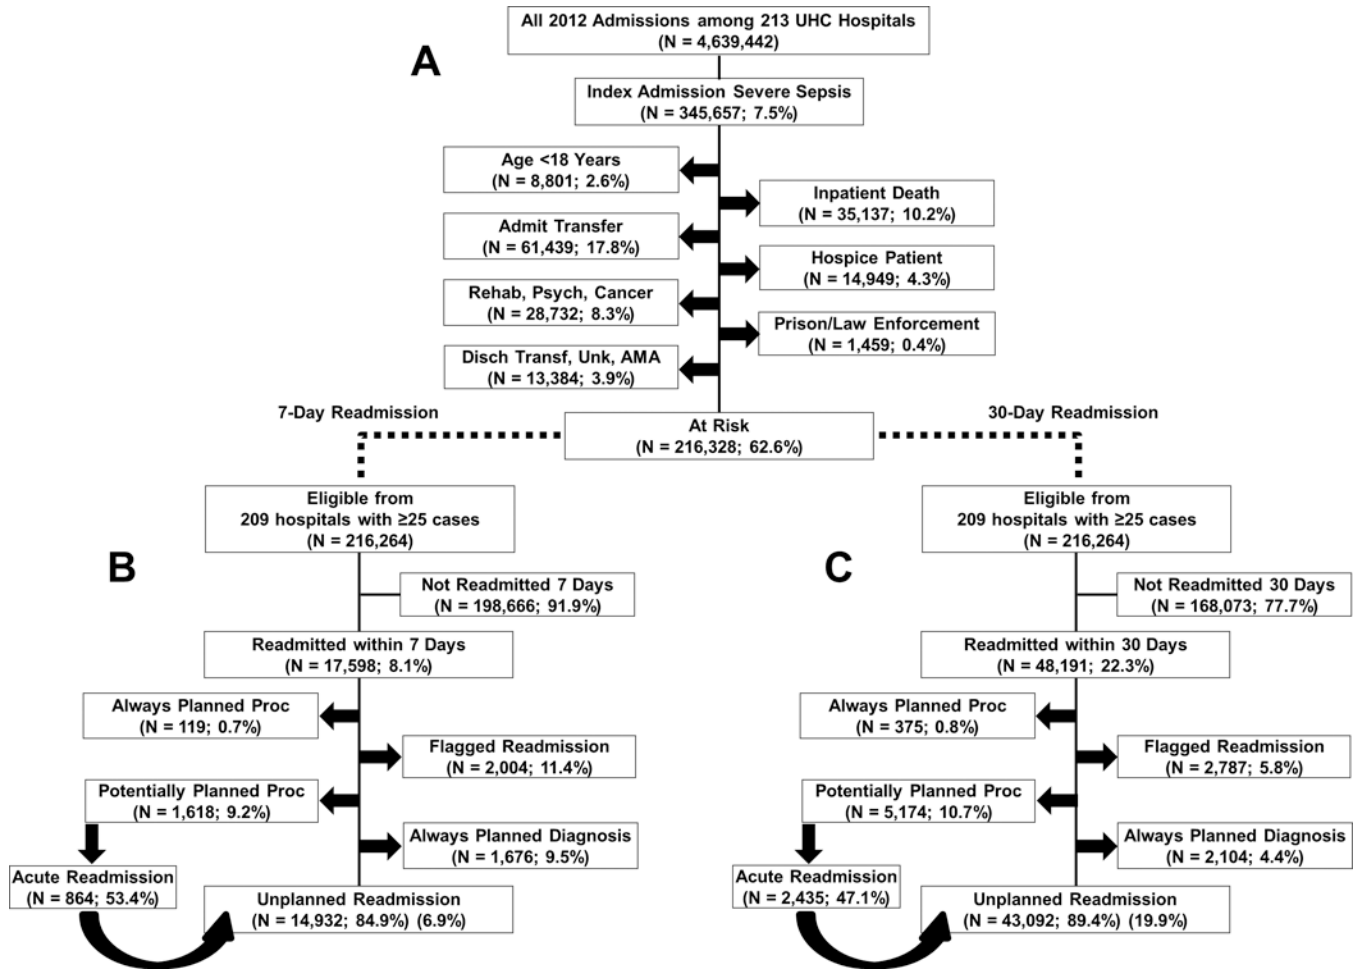 All 2012 Admissions among 213 UHC Hospitals
(N = 4,639,442)
A
Index Admission Severe Sepsis
(N = 345,657; 7.5%)
Age <18 Years
(N = 8,801; 2.6%)
Inpatient Death
(N = 35,137; 10.2%)
Admit Transfer
(N = 61,439; 17.8%)
Hospice Patient
(N = 14,949; 4.3%)
Rehab, Psych, Cancer
(N = 28,732; 8.3%)
Prison/Law Enforcement
(N = 1,459; 0.4%)
Disch Transf, Unk, AMA
(N = 13,384; 3.9%)
7-Day Readmission
30-Day Readmission
At Risk
(N = 216,328; 62.6%)
Eligible from
209 hospitals with ≥25 cases
(N = 216,264)
B
Not Readmitted 7 Days
(N = 198,666; 91.9%)
Readmitted within 7 Days
(N = 17,598; 8.1%)
Always Planned Proc
(N = 119; 0.7%)
Flagged Readmission
(N = 2,004; 11.4%)
Potentially Planned Proc
(N = 1,618; 9.2%)
Always Planned Diagnosis
(N = 1,676; 9.5%)
Acute Readmission
(N = 864; 53.4%)
Unplanned Readmission
(N = 14,932; 84.9%) (6.9%)
Eligible from
209 hospitals with ≥25 cases
(N = 216,264)
C
Not Readmitted 30 Days
(N = 168,073; 77.7%)
Readmitted within 30 Days
(N = 48,191; 22.3%)
Always Planned Proc
(N = 375; 0.8%)
Flagged Readmission
(N = 2,787; 5.8%)
Potentially Planned Proc
(N = 5,174; 10.7%)
Always Planned Diagnosis
(N = 2,104; 4.4%)
Acute Readmission
(N = 2,435; 47.1%)
Unplanned Readmission
(N = 43,092; 89.4%) (19.9%)